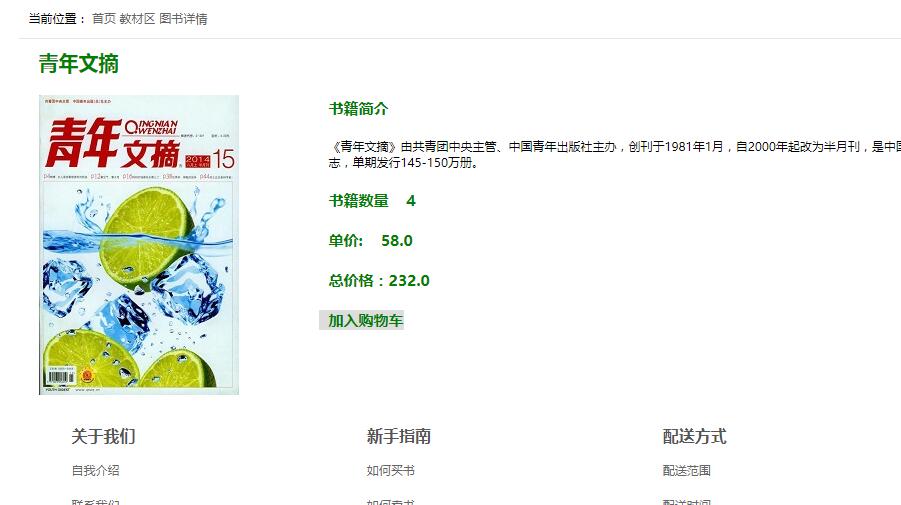 当前位置： 首页 教材区 图书详情
青年文摘
青年文摘
QINGNIAN
WENZHAI
2014
15
书籍简介
《青年文摘》由共青团中央主管、中国青年出版社主办，创刊于1981年1月，自2000年起改为半月刊，是中国
志，单期发行145-150万册。
书籍数量 4
单价: 58.0
总价格：232.0
加入购物车
关于我们 新手指南 配送方式
自我介绍 如何买书 配送范围
联系我们 如何卖书 配送时间